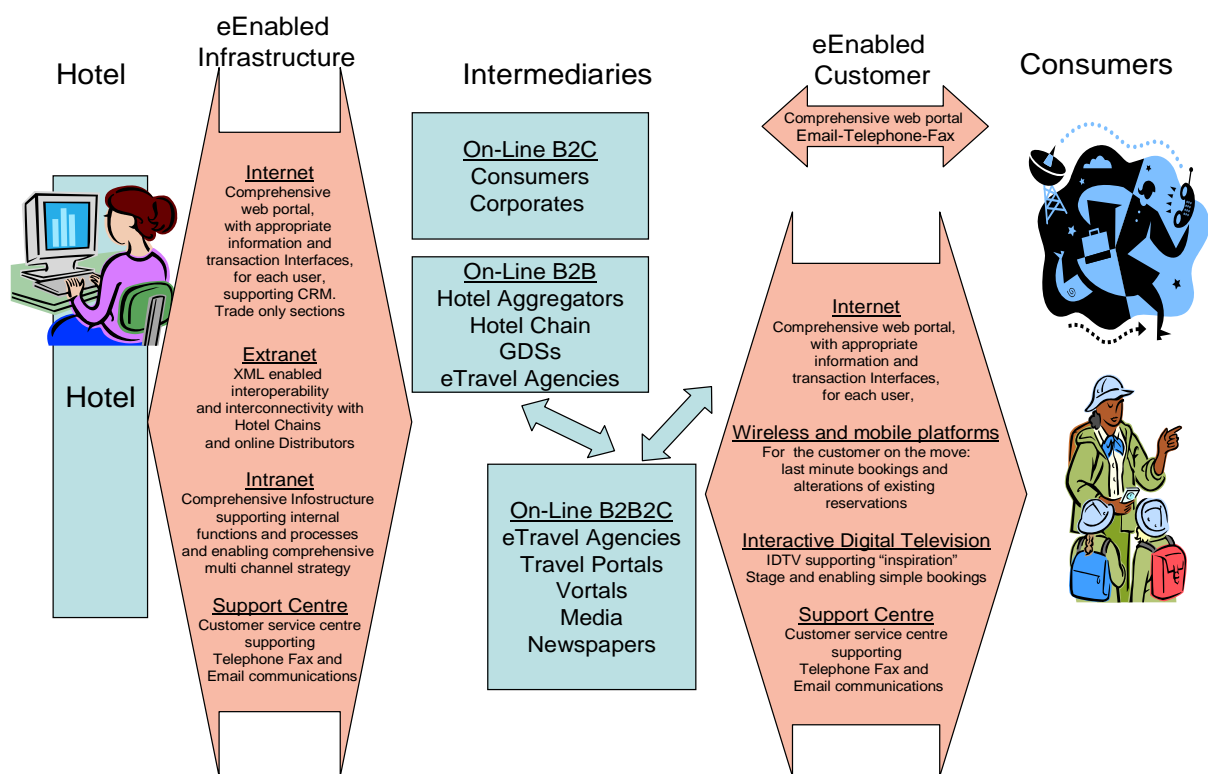 Hotel
eEnabled
Infrastructure
Intermediaries
eEnabled
Customer
Consumers
Hotel
Internet
Comprehensive
web portal,
with appropriate
information and
transaction Interfaces,
for each user,
supporting CRM.
Trade only sections
Extranet
XML enabled
interoperability
and interconnectivity with
Hotel Chains
and online Distributors
Intranet
Comprehensive Infostructure
supporting internal
functions and processes
and enabling comprehensive
multi channel strategy
Support Centre
Customer service centre
supporting
Telephone Fax and
Email communications
On-Line B2C
Consumers
Corporates
On-Line B2B
Hotel Aggregators
Hotel Chain
GDSs
eTravel Agencies
On-Line B2B2C
eTravel Agencies
Travel Portals
Vortals
Media
Newspapers
Comprehensive web portal
Email-Telephone-Fax
Internet
Comprehensive web portal,
with appropriate
information and
transaction Interfaces,
for each user,
Wireless and mobile platforms
For the customer on the move:
last minute bookings and
alterations of existing
reservations
Interactive Digital Television
IDTV supporting “inspiration”
Stage and enabling simple bookings
Support Centre
Customer service centre
supporting
Telephone Fax and
Email communications